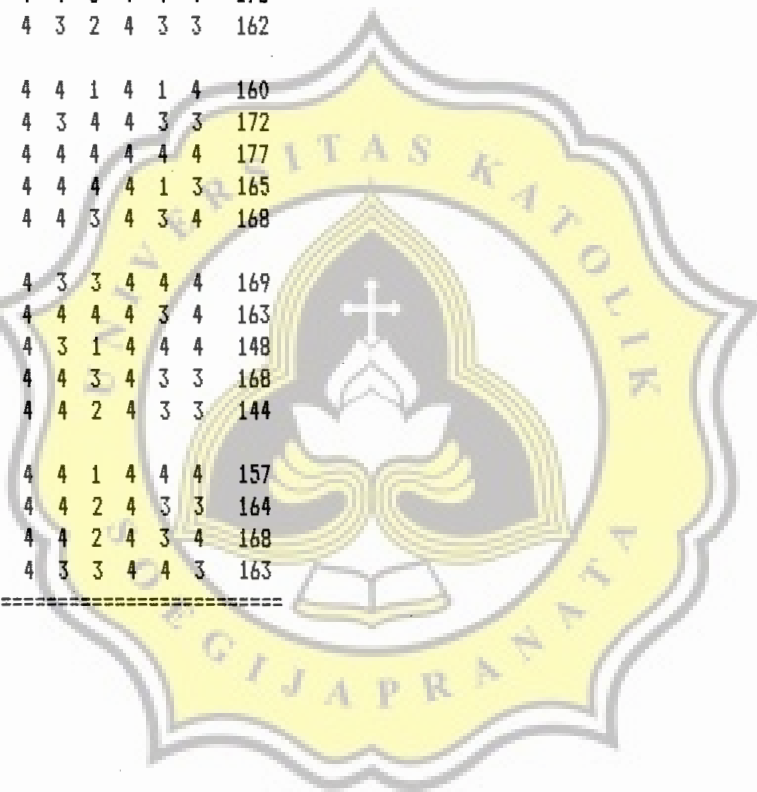 4 3 2 4 3 3 162
4 4 1 4 1 4 160
4 3 4 4 3 3 172
4 4 4 4 4 4 177
4 4 4 4 1 3 165
4 4 3 4 3 4 168
4 3 3 4 4 4 169
4 4 4 4 3 4 163
4 3 1 4 4 4 148
4 4 3 4 3 3 168
4 4 2 4 3 3 144
4 4 1 4 4 4 157
4 4 2 4 3 3 164
4 4 2 4 3 4 168
4 3 3 4 4 3 163
=========================
UNIVERSITAS KATOLIK
SOEGIJAPRANATA